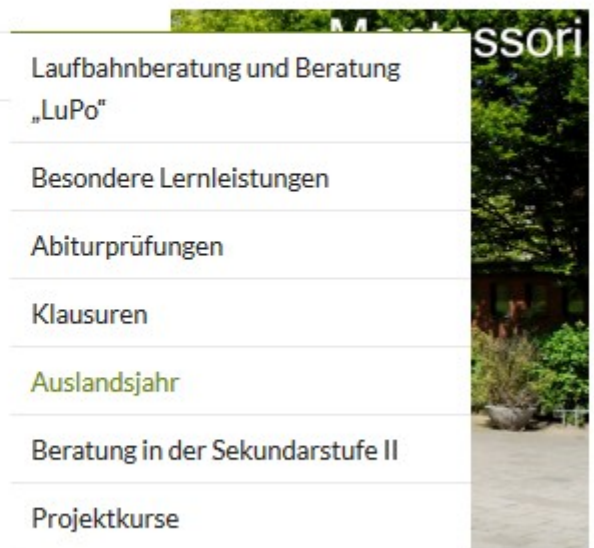 Laufbahnberatung und Beratung
„LuPo“
Besondere Lernleistungen
Abiturprüfungen
Klausuren
Auslandsjahr
Beratung in der Sekundarstufe II
Projektkurse